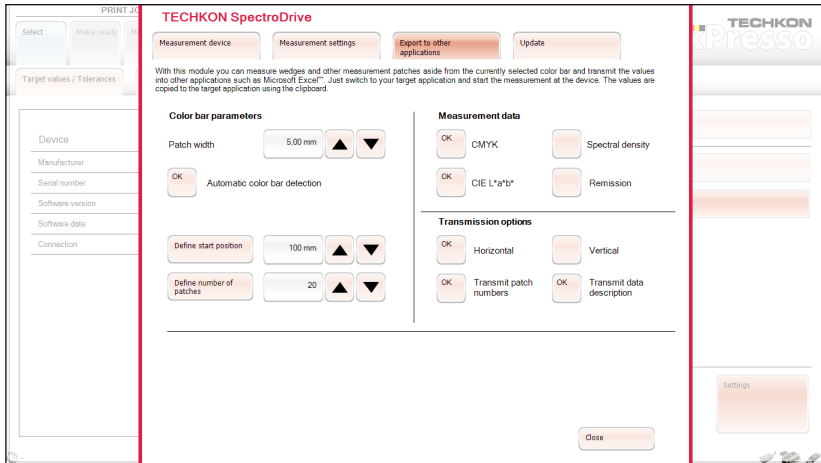 PRINT JO
TECHKON SpectroDrive
TECHKON
Presso
Select
Make ready
Measurement device
Measurement settings
Export to other
applications
Update
Target values / Tolerances
With this module you can measure wedges and other measurement patches aside from the currently selected color bar and transmit the values
into other applications such as Microsoft Excel™. Just switch to your target application and start the measurement at the device. The values are
copied to the target application using the clipboard.
Color bar parameters
Measurement data
Device
Patch width
5,00 mm
OK
CMYK
Spectral density
Manufacturer
Serial number
OK
Automatic color bar detection
OK
CIE L*a*b*
Remission
Software version
Software date
Transmission options
Connection
Define start position
100 mm
OK
Horizontal
Vertical
Define number of
patches
20
OK
Transmit patch
numbers
OK
Transmit data
description
Settings
Close